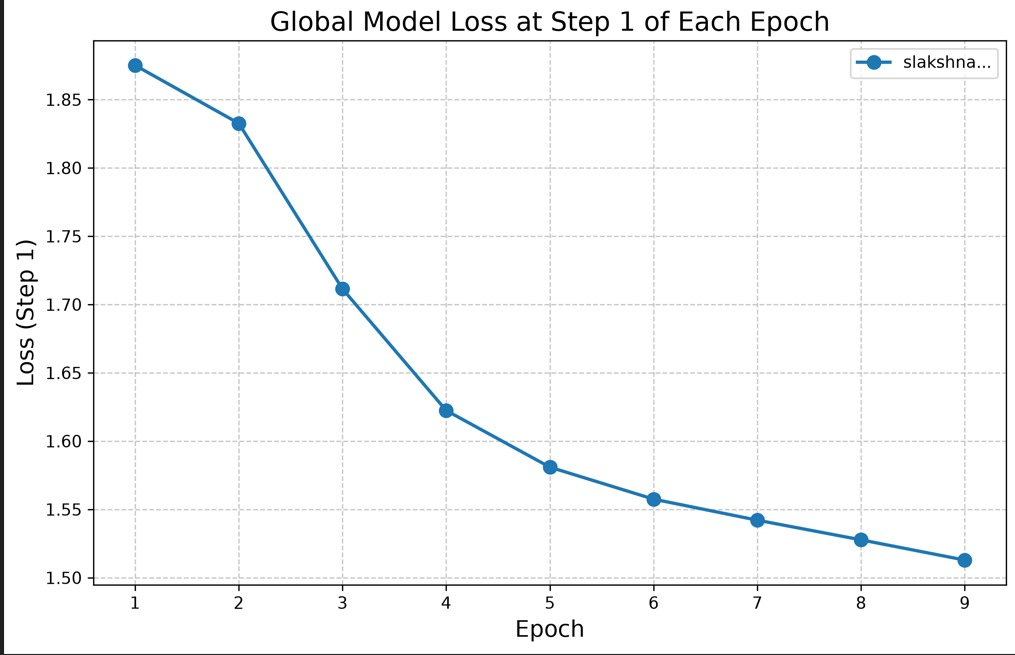 Global Model Loss at Step 1 of Each Epoch
slakshna...
Loss (Step 1)
1.85
1.80
1.75
1.70
1.65
1.60
1.55
1.50
1 2 3 4 5 6 7 8 9
Epoch